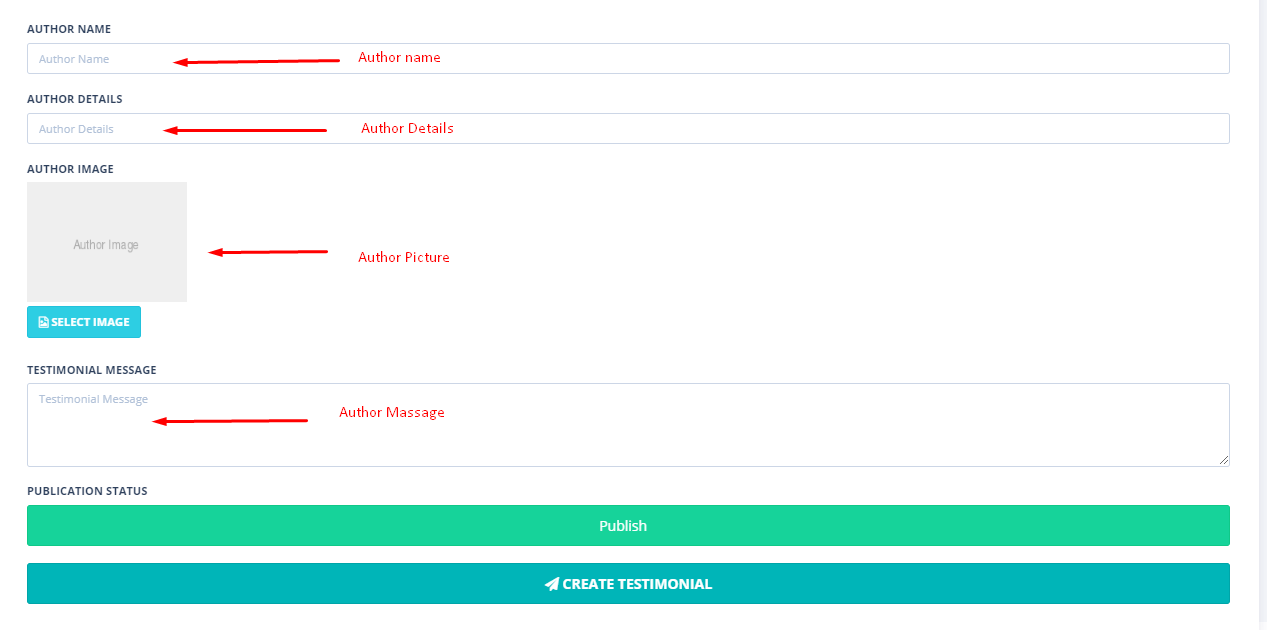 AUTHOR NAME
Author Name
Author name
AUTHOR DETAILS
Author Details
Author Details
AUTHOR IMAGE
Author Image
Author Picture
SELECT IMAGE
TESTIMONIAL MESSAGE
Testimonial Message
Author Massage
PUBLICATION STATUS
Publish
CREATE TESTIMONIAL